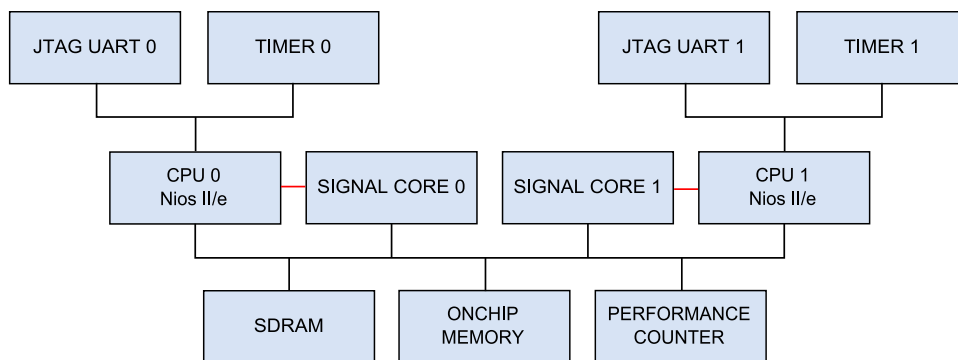 JTAG UART 0
TIMER 0
JTAG UART 1
TIMER 1
CPU 0
Nios II/e
SIGNAL CORE 0
SIGNAL CORE 1
CPU 1
Nios II/e
SDRAM
ONCHIP
MEMORY
PERFORMANCE
COUNTER